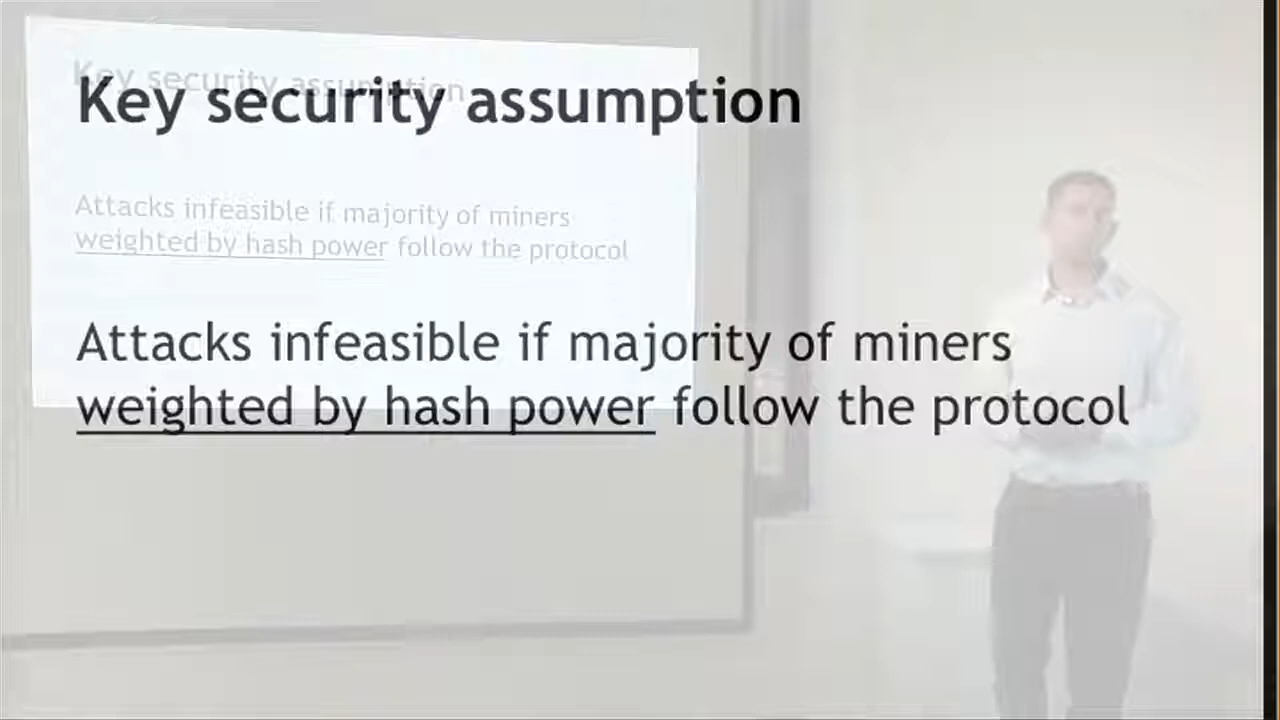 Key security assumption
Key security assumption
Attacks infeasible if majority of miners
weighted by hash power follow the protocol
Attacks infeasible if majority of miners
weighted by hash power follow the protocol